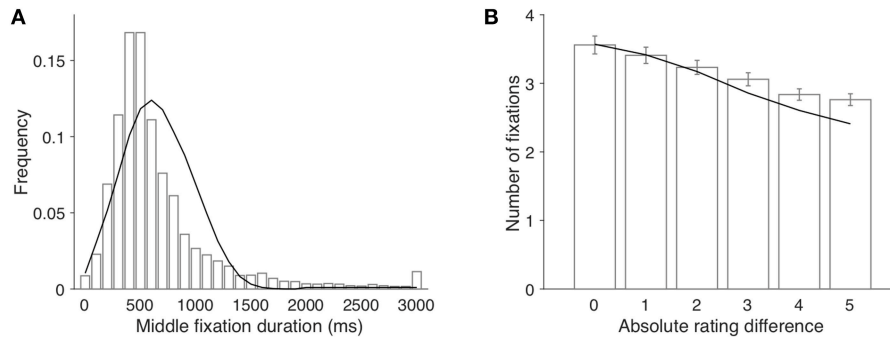 A
Frequency
0.15
0.1
0.05
0
0 500 1000 1500 2000 2500 3000
Middle fixation duration (ms)
B
Number of fixations
4
3
2
1
0
0 1 2 3 4 5
Absolute rating difference